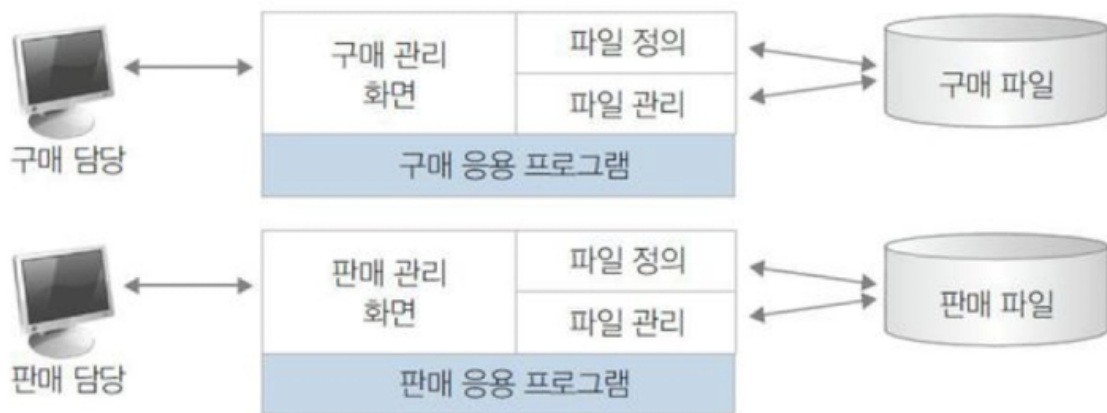 구매 담당
구매 관리
화면
파일 정의
파일 관리
구매 응용 프로그램
구매 파일
판매 담당
판매 관리
화면
파일 정의
파일 관리
판매 응용 프로그램
판매 파일